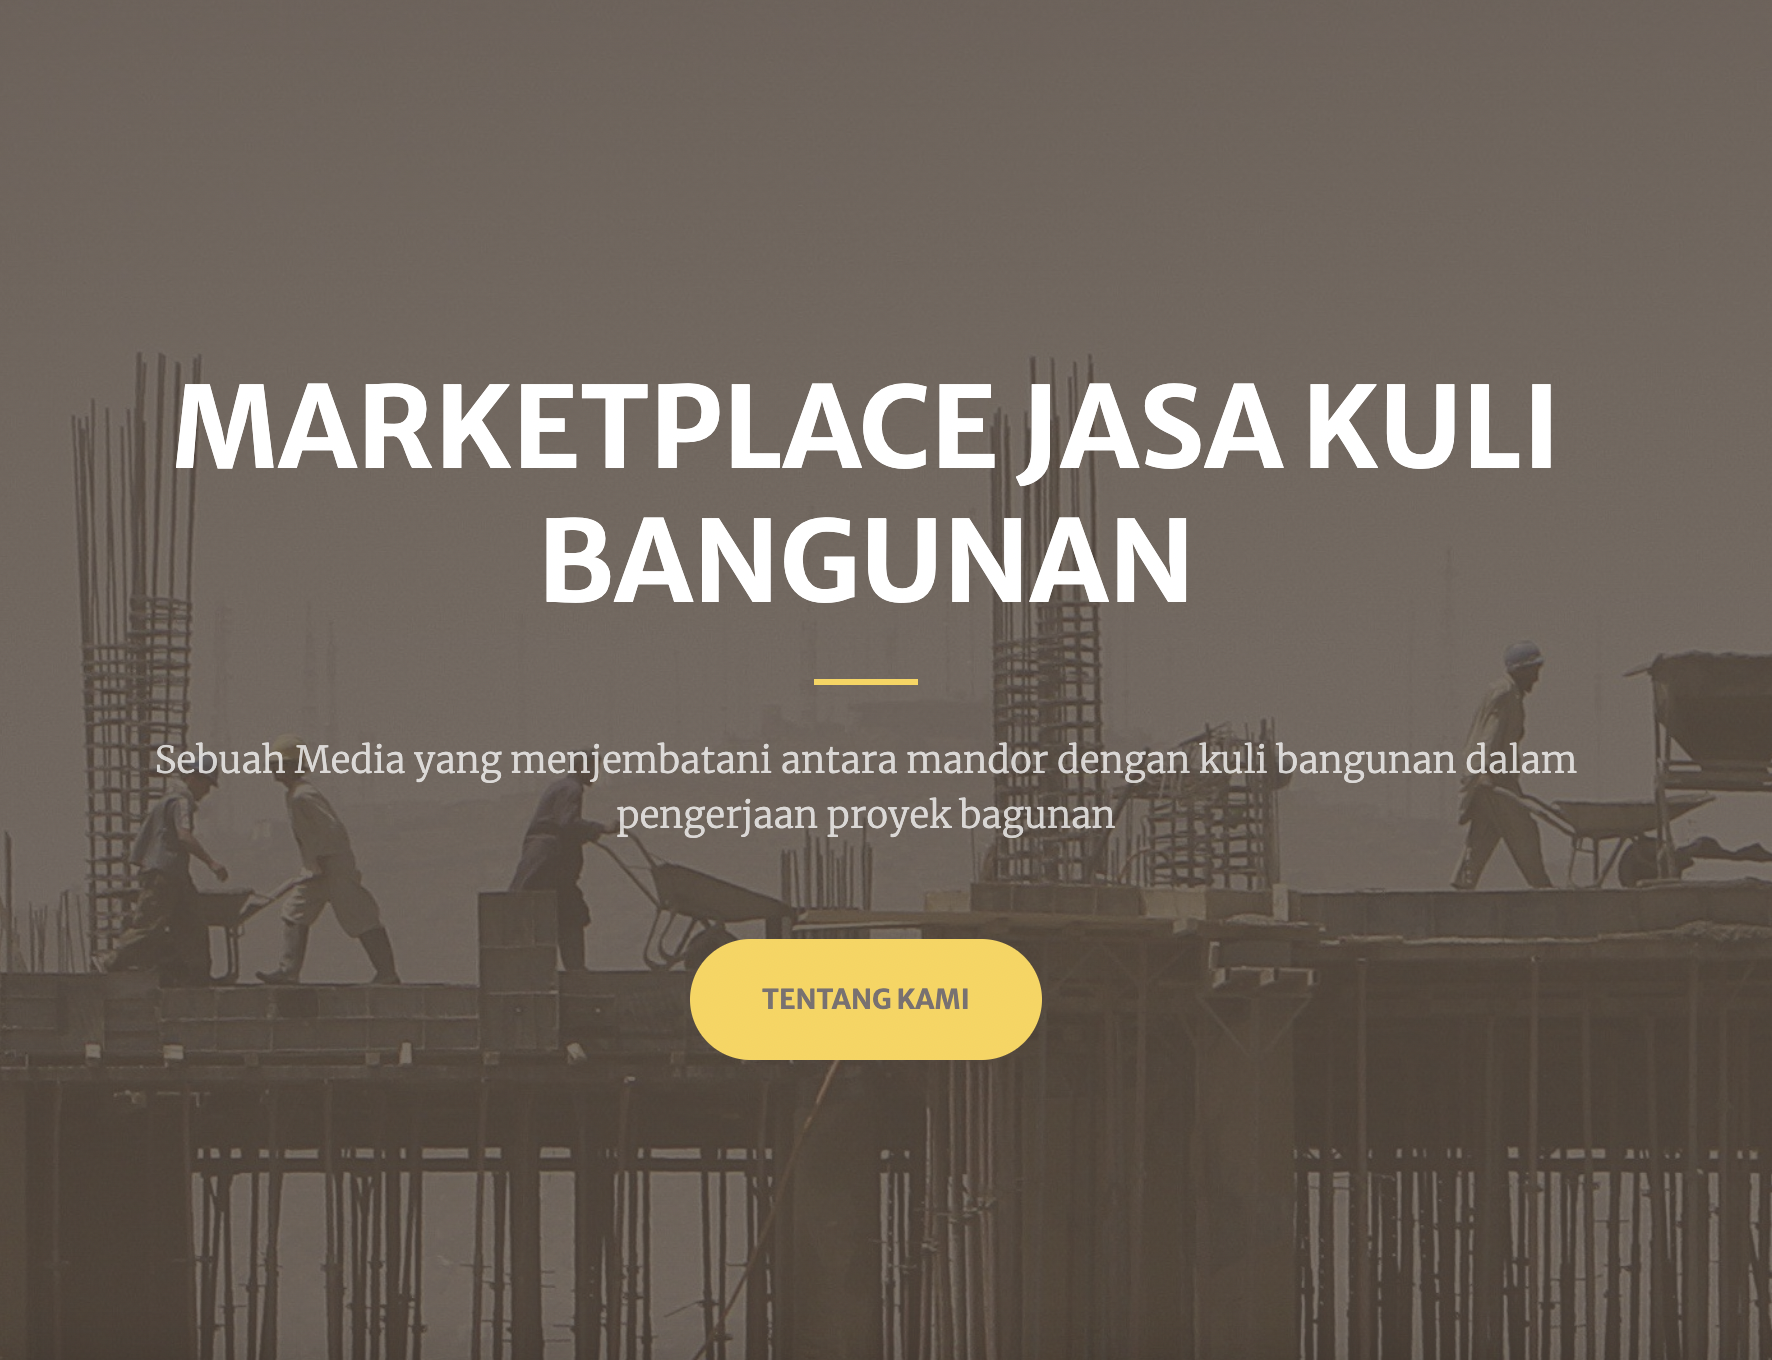 MARKETPLACE JASA KULI
BANGUNAN
Sebuah Media yang menjembatani antara mandor dengan kuli bangunan dalam
pengerjaan proyek bagunan
TENTANG KAMI